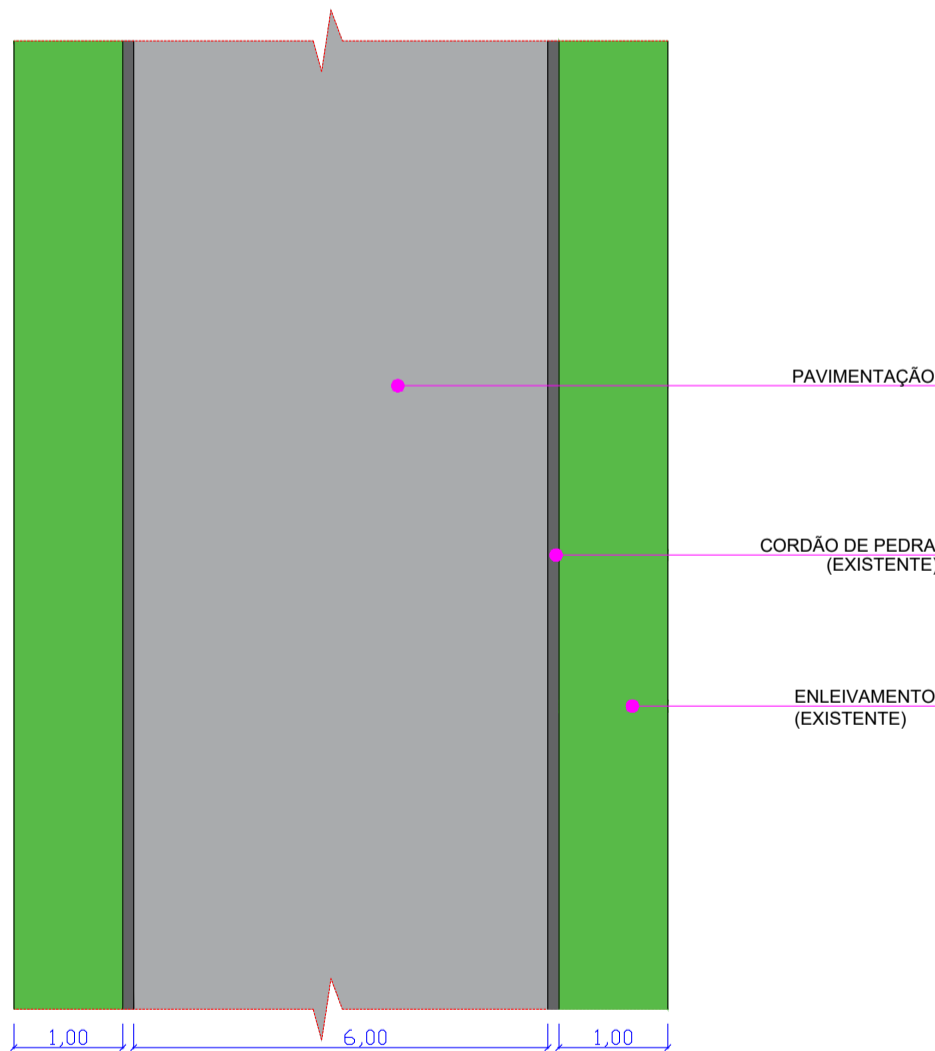 PAVIMENTAÇÃO
CORDÃO DE PEDRA
(EXISTENTE)
ENLEIVAMENTO
(EXISTENTE)
1,00
6,00
1,00